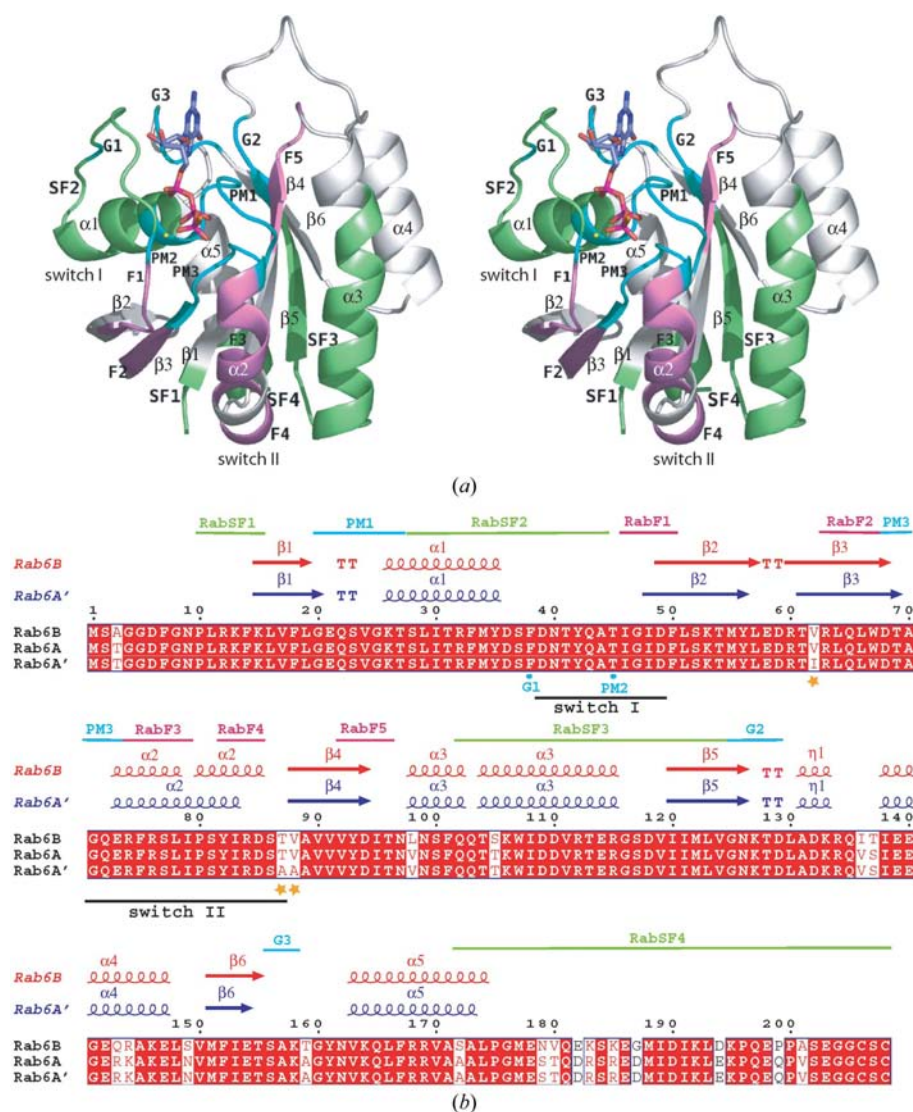 G3
G1
G2
F5
SF2
β4
PM1
α1
β6
α4
α5
PM2
switch I
F1
PM3
α3
β2
F3
β5
F2
β3
β1
SF3
α2
SF1
SF4
F4
switch II
G3
G1
G2
F5
SF2
β4
PM1
α1
β6
α4
α5
PM2
switch I
F1
PM3
α3
β2
F3
β5
F2
β3
β1
SF3
α2
SF1
SF4
F4
switch II
(a)
RabSF1 PM1 RabSF2 RabF1 RabF2 PM3
β1 α1 β2 β3
Rab6B TT TT
β1 α1 β2 β3
Rab6A' TT
1 10 20 30 40 50 60 70
Rab6B MSAGGDFGNPLRKFKLVFLGEQSVGKTSLITRFMYDSFDNTYQATIGIDFLSKTMYLEDRTVRLQLWDTA
Rab6A MSTGGDFGNPLRKFKLVFLGEQSVGKTSLITRFMYDSFDNTYQATIGIDFLSKTMYLEDRTVRLQLWDTA
Rab6A' MSTGGDFGNPLRKFKLVFLGEQSVGKTSLITRFMYDSFDNTYQATIGIDFLSKTMYLEDRTIRLQLWDTA
G1 PM2
switch I
PM3 RabF3 RabF4 RabF5 RabSF3 G2
α2 α2 β4 α3 α3 β5 η1
Rab6B TT
α2 β4 α3 α3 β5 η1
Rab6A' TT
80 90 100 110 120 130 140
Rab6B GQERFRSLIPSYIRDSTVAVVVYDITNLNSFQQTSKWIDDVRTERGSDVIIMLVGNKTDLADKRQITIEE
Rab6A GQERFRSLIPSYIRDSTVAVVVYDITNVNSFQQTTKWIDDVRTERGSDVIIMLVGNKTDLADKRQVSIEE
Rab6A' GQERFRSLIPSYIRDSAAAVVVYDITNVNSFQQTTKWIDDVRTERGSDVIIMLVGNKTDLADKRQVSIEE
switch II
G3 RabSF4
α4 β6 α5
Rab6B
α4 β6 α5
Rab6A'
150 160 170 180 190 200
Rab6B GEQRAKELSVMFIETSAKTGYNVKQLFRRVASALPGMENVQEKSKEGMIDIKLDKPQEPPASEGGCSC
Rab6A GERKAKELNVMFIETSAKAGYNVKQLFRRVAAALPGMESTQDRSREDMIDIKLEKPQEQPVSEGGCSC
Rab6A' GERKAKELNVMFIETSAKAGYNVKQLFRRVAAALPGMESTQDRSREDMIDIKLEKPQEQPVSEGGCSC
(b)